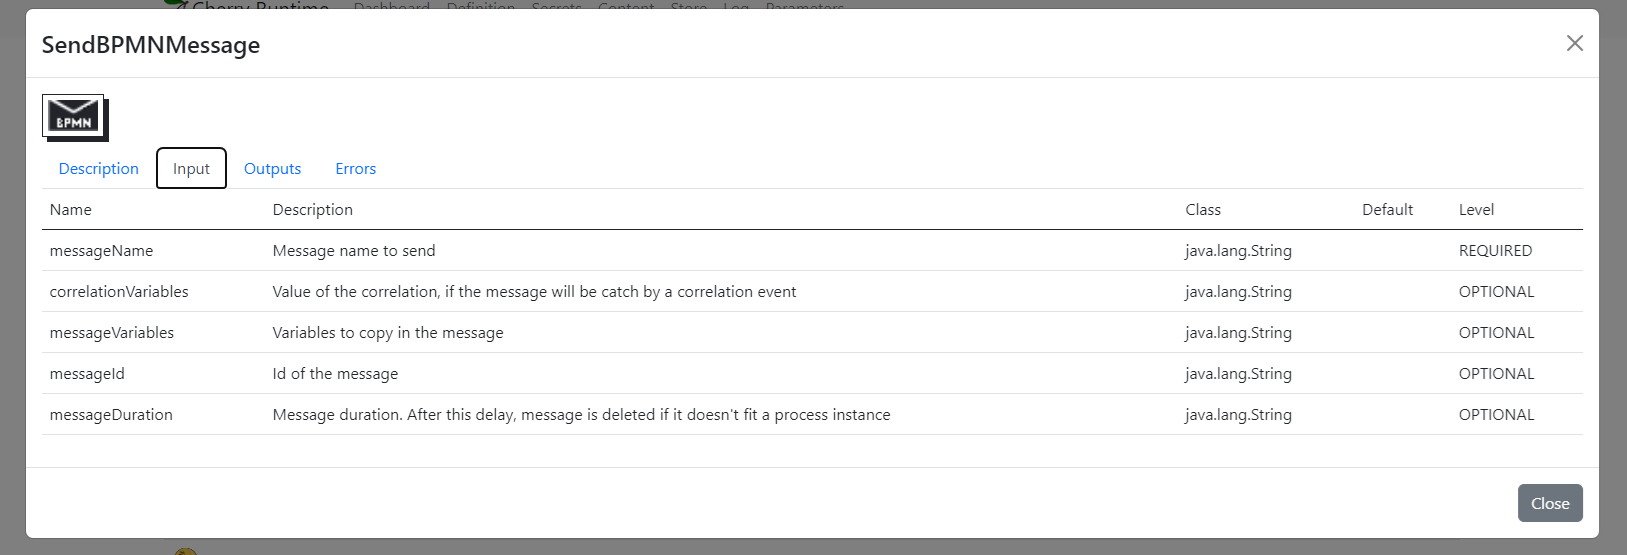 Cherry Runtime Dashboard Definition Secrets Content Store Log Parameters
SendBPMNMessage
BPMN
Description Input Outputs Errors
Name Description Class Default Level
messageName Message name to send java.lang.String REQUIRED
correlationVariables Value of the correlation, if the message will be catch by a correlation event java.lang.String OPTIONAL
messageVariables Variables to copy in the message java.lang.String OPTIONAL
messageId Id of the message java.lang.String OPTIONAL
messageDuration Message duration. After this delay, message is deleted if it doesn't fit a process instance java.lang.String OPTIONAL
Close